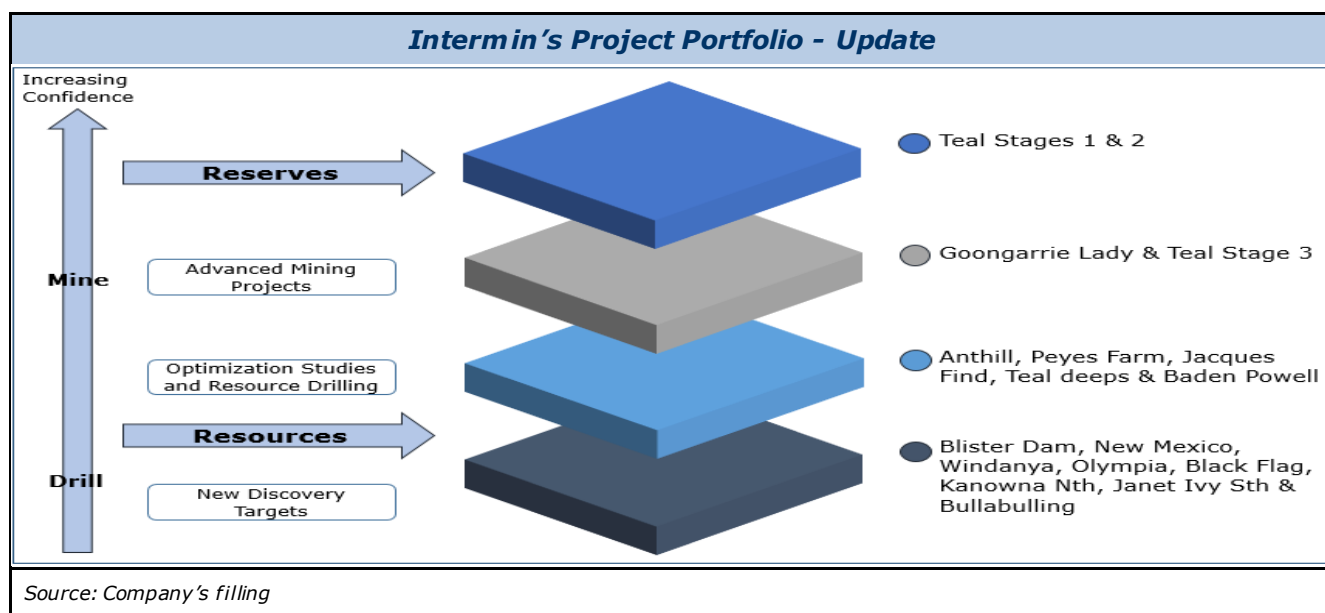 Intermin's Project Portfolio - Update
Increasing
Confidence
Reserves
Teal Stages 1 & 2
Mine
Advanced Mining
Projects
Goongarrie Lady & Teal Stage 3
Optimization Studies
and Resource Drilling
Anthill, Peyes Farm, Jacques
Find, Teal deeps & Baden Powell
Resources
Drill
New Discovery
Targets
Blister Dam, New Mexico,
Windanya, Olympia, Black Flag,
Kanowna Nth, Janet Ivy Sth &
Bullabulling
Source: Company's filling